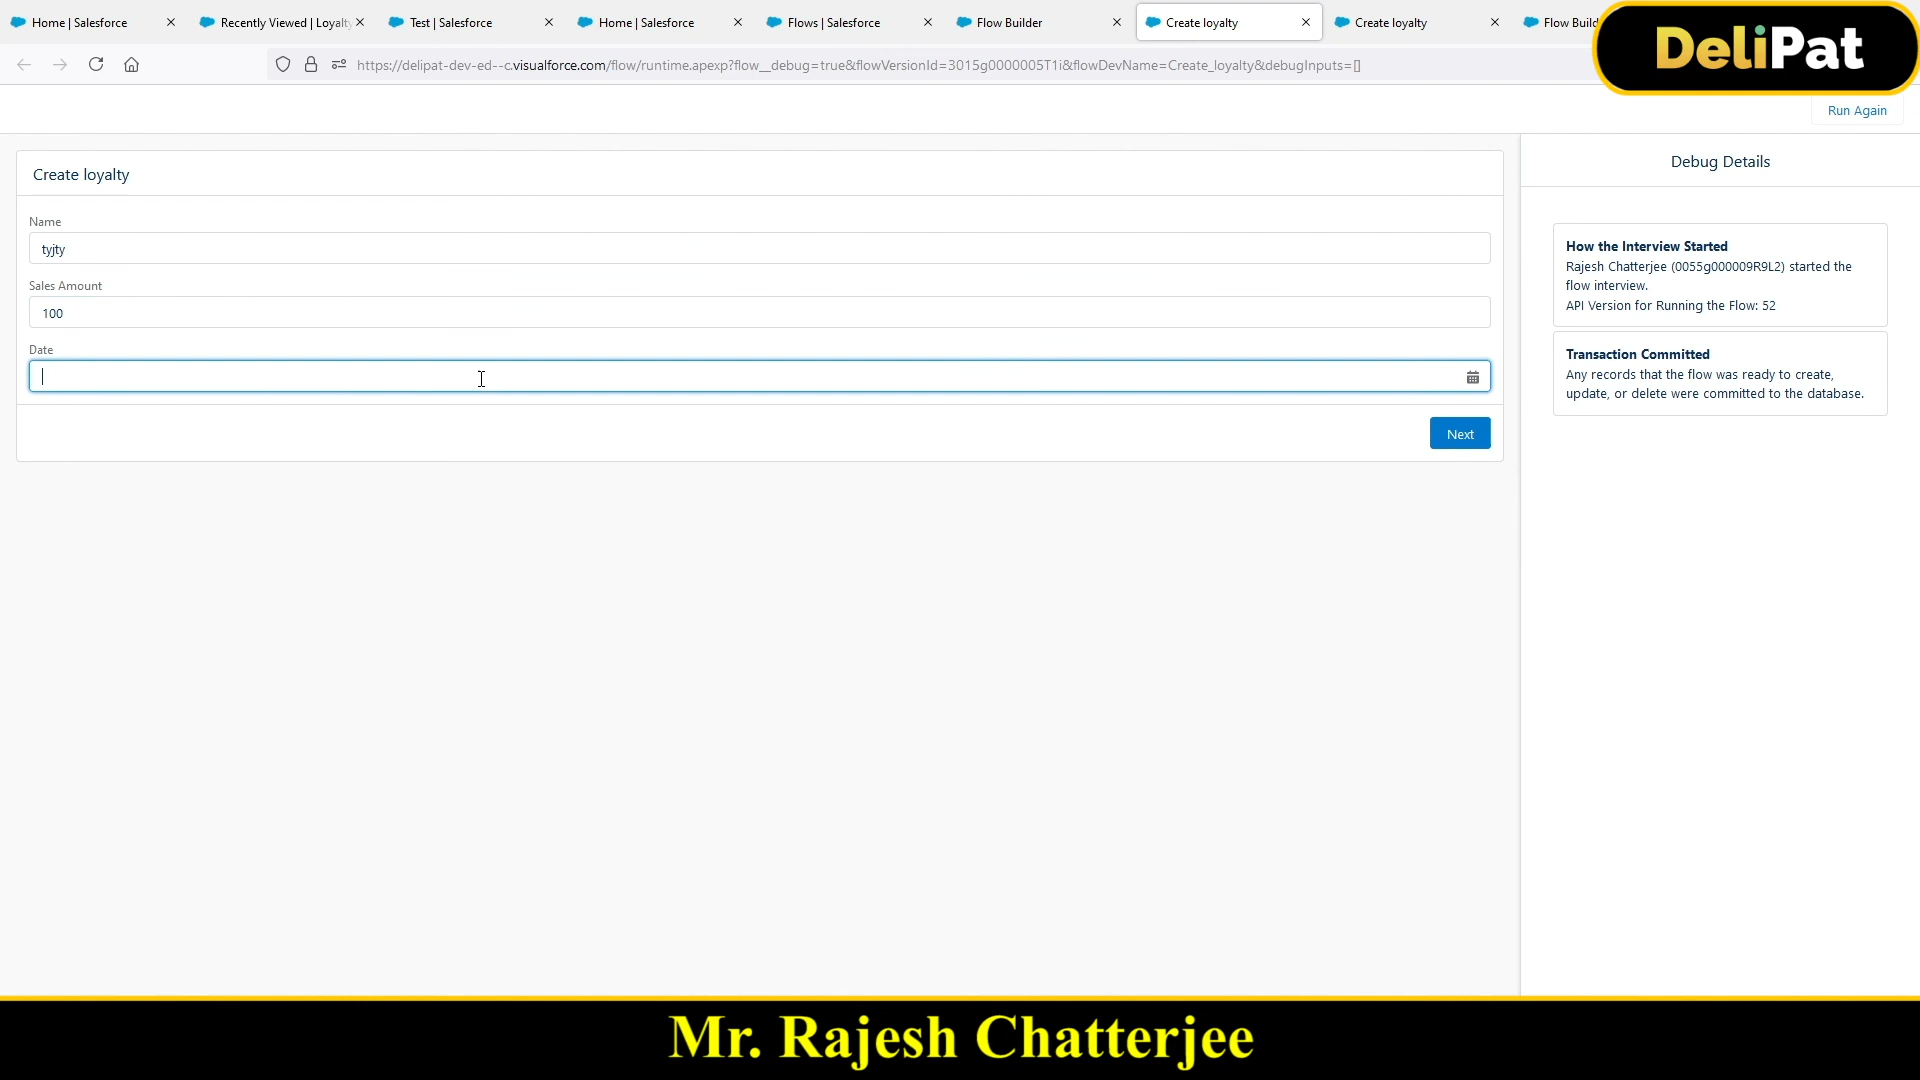 Home | Salesforce
Recently Viewed | Loyalty
Test | Salesforce
Home | Salesforce
Flows | Salesforce
Flow Builder
Create loyalty
Create loyalty
Flow Build
DeliPat
https://delipat-dev-ed--c.visualforce.com/flow/runtime.apexp?flow__debug=true&flowVersionId=3015g0000005T1i&flowDevName=Create_loyalty&debugInputs=[]
Run Again
Create loyalty
Name
tyjty
Sales Amount
100
Date
Next
Debug Details
How the Interview Started
Rajesh Chatterjee (0055g000009R9L2) started the
flow interview.
API Version for Running the Flow: 52
Transaction Committed
Any records that the flow was ready to create,
update, or delete were committed to the database.
Mr. Rajesh Chatterjee